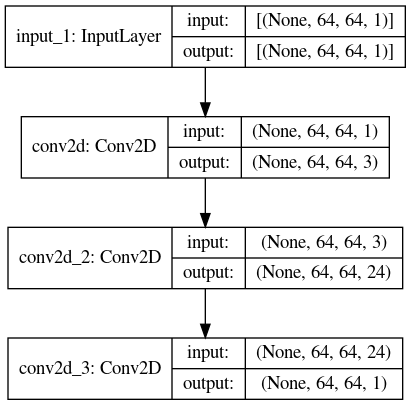 input_1: InputLayer
input: [(None, 64, 64, 1)]
output: [(None, 64, 64, 1)]
conv2d: Conv2D
input: (None, 64, 64, 1)
output: (None, 64, 64, 3)
conv2d_2: Conv2D
input: (None, 64, 64, 3)
output: (None, 64, 64, 24)
conv2d_3: Conv2D
input: (None, 64, 64, 24)
output: (None, 64, 64, 1)